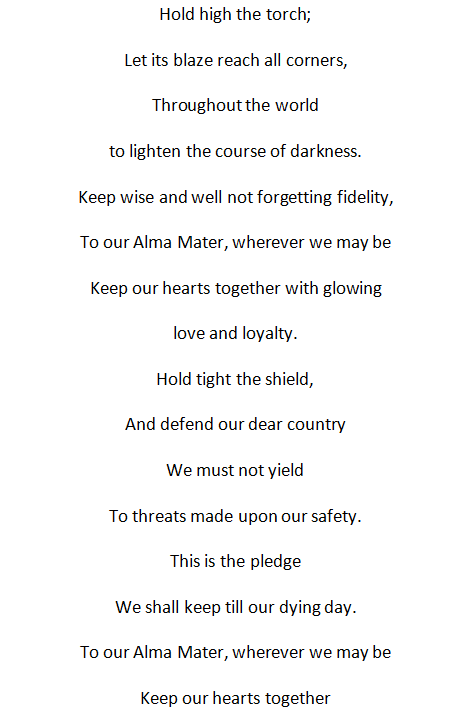 Hold high the torch;
Let its blaze reach all corners,
Throughout the world
to lighten the course of darkness.
Keep wise and well not forgetting fidelity,
To our Alma Mater, wherever we may be
Keep our hearts together with glowing
love and loyalty.
Hold tight the shield,
And defend our dear country
We must not yield
To threats made upon our safety.
This is the pledge
We shall keep till our dying day.
To our Alma Mater, wherever we may be
Keep our hearts together